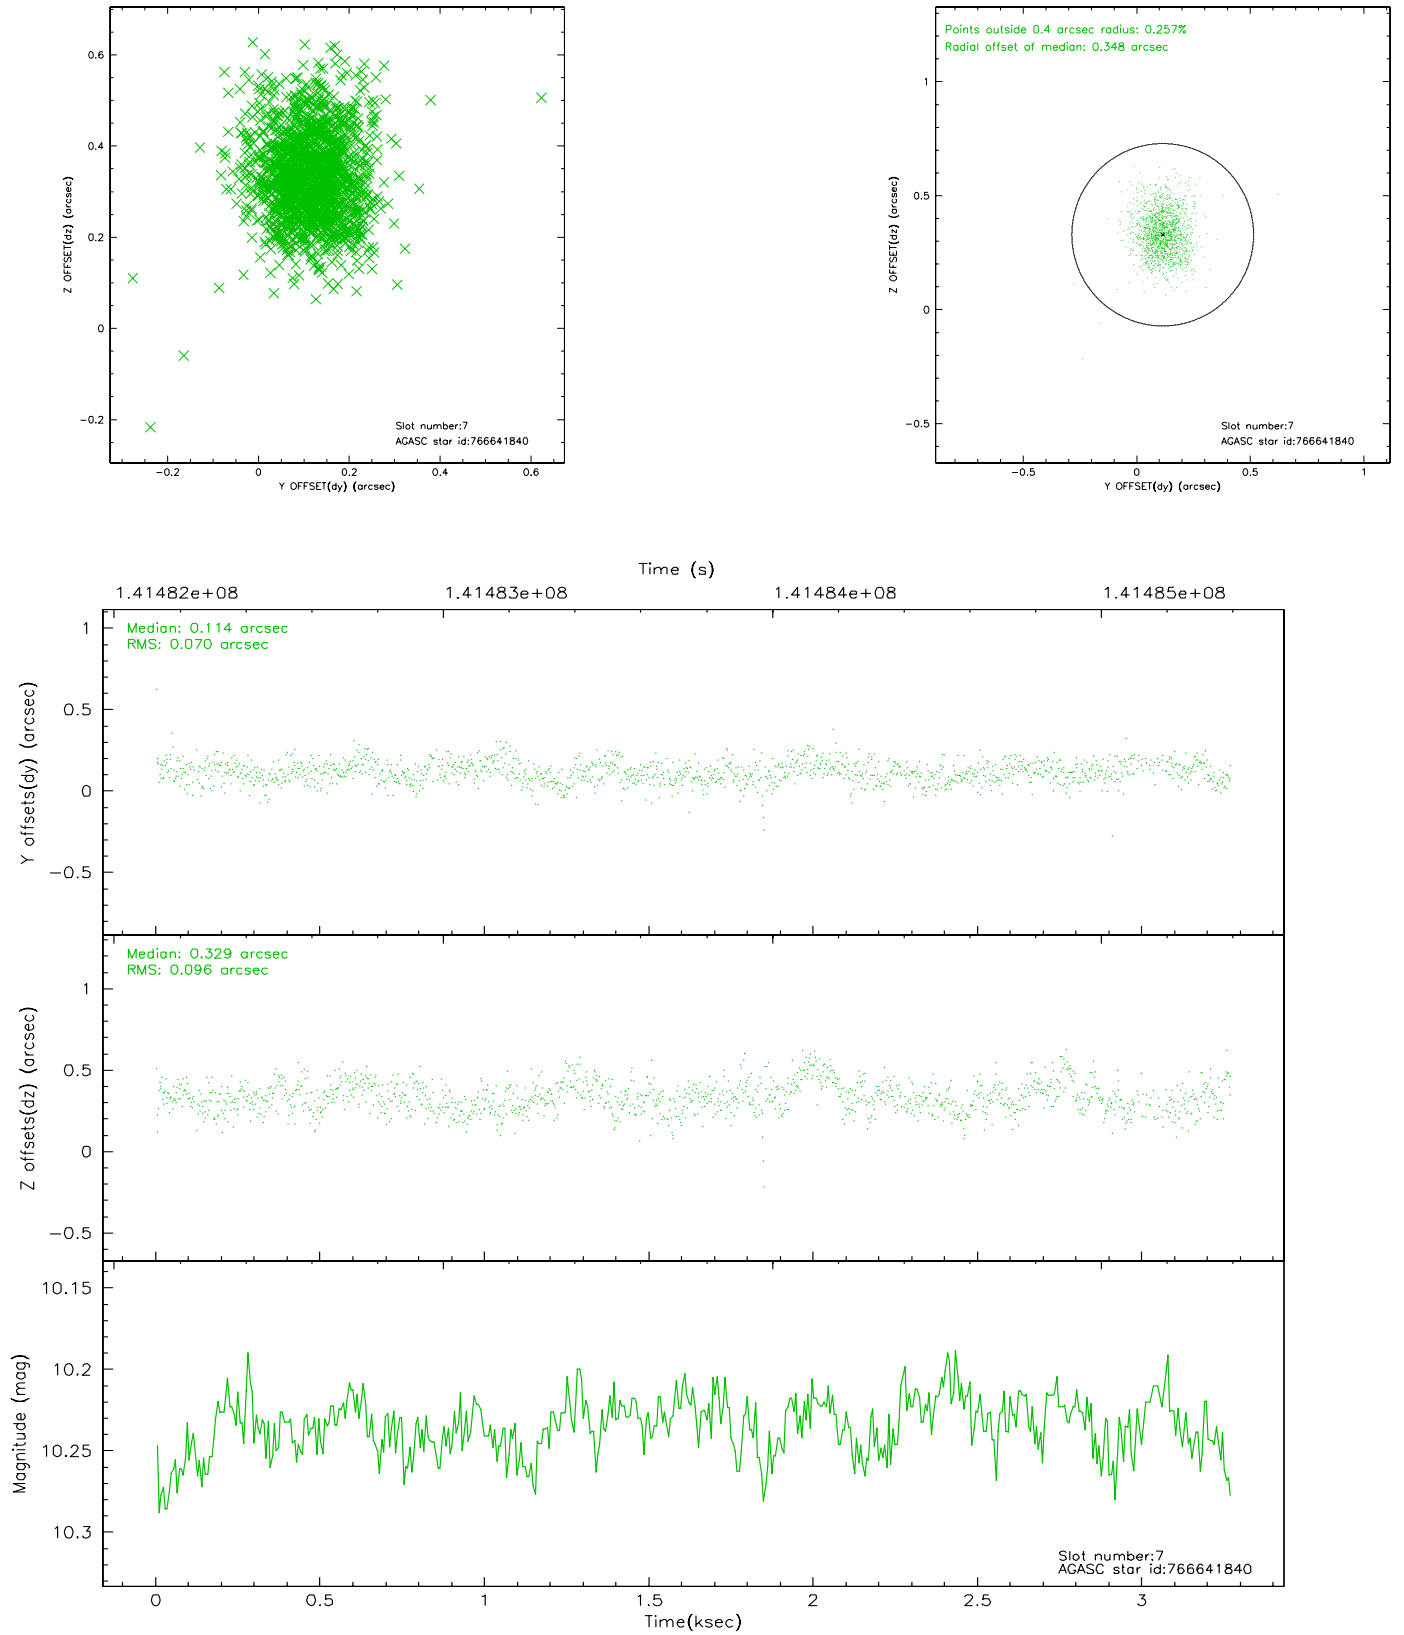 0.6
0.4
0.2
0
-0.2
Z OFFSET(dz) (arcsec)
Slot number:7
AGASC star id:766641840
-0.2 0 0.2 0.4 0.6
Y OFFSET(dy) (arcsec)
Points outside 0.4 arcsec radius: 0.257%
Radial offset of median: 0.348 arcsec
1
0.5
0
-0.5
Z OFFSET(dz) (arcsec)
Slot number:7
AGASC star id:766641840
-0.5 0 0.5 1
Y OFFSET(dy) (arcsec)
Time (s)
1.41482e+08 1.41483e+08 1.41484e+08 1.41485e+08
Median: 0.114 arcsec
RMS: 0.070 arcsec
1
0.5
0
-0.5
Y offsets(dy) (arcsec)
Median: 0.329 arcsec
RMS: 0.096 arcsec
1
0.5
0
-0.5
Z offsets(dz) (arcsec)
10.15
10.2
10.25
10.3
Magnitude (mag)
Slot number:7
AGASC star id:766641840
0 0.5 1 1.5 2 2.5 3
Time(ksec)